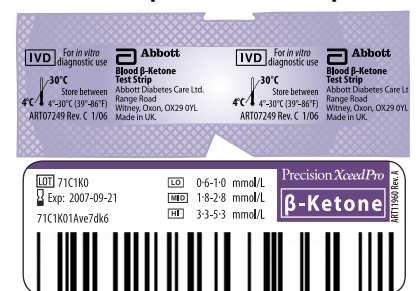 IVD For in vitro diagnostic use
30°C
Store between
4°C 4°-30°C (39°-86°F)
ART07249 Rev. C 1/06
Abbott
Blood β-Ketone
Test Strip
Abbott Diabetes Care Ltd.
Range Road
Witney, Oxon, OX29 0YL
Made in UK.
IVD For in vitro diagnostic use
30°C
Store between
4°C 4°-30°C (39°-86°F)
ART07249 Rev. C 1/06
Abbott
Blood β-Ketone
Test Strip
Abbott Diabetes Care Lt
Range Road
Witney, Oxon, OX29 0YL
Made in UK.
LOT 71C1K0
Exp: 2007-09-21
71C1K01Ave7dk6
LO 0·6-1·0 mmol/L
MID 1·8-2·8 mmol/L
HI 3·3-5·3 mmol/L
Precision XceedPro
β-Ketone
ART11960 Rev. A